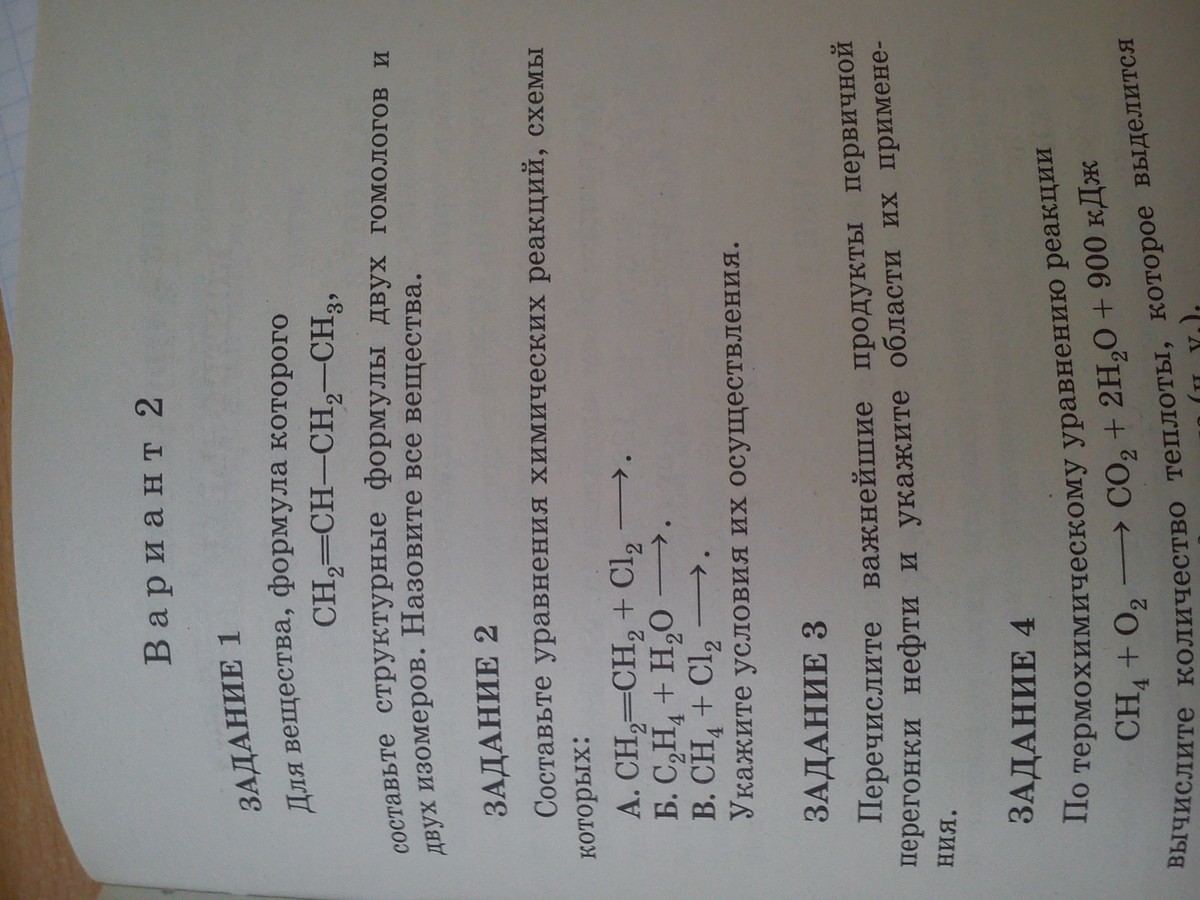 Вариант 2
ЗАДАНИЕ 1
Для вещества, формула которого
CH₂=CH—CH₂—CH₃,
составьте структурные формулы двух гомологов и
двух изомеров. Назовите все вещества.
ЗАДАНИЕ 2
Составьте уравнения химических реакций, схемы
которых:
А. CH₂=CH₂ + Cl₂ ⟶.
Б. C₂H₄ + H₂O ⟶.
В. CH₄ + Cl₂ ⟶.
Укажите условия их осуществления.
ЗАДАНИЕ 3
Перечислите важнейшие продукты первичной
перегонки нефти и укажите области их примене-
ния.
ЗАДАНИЕ 4
По термохимическому уравнению реакции
CH₄ + O₂ ⟶ CO₂ + 2H₂O + 900 кДж
вычислите количество теплоты, которое выделится